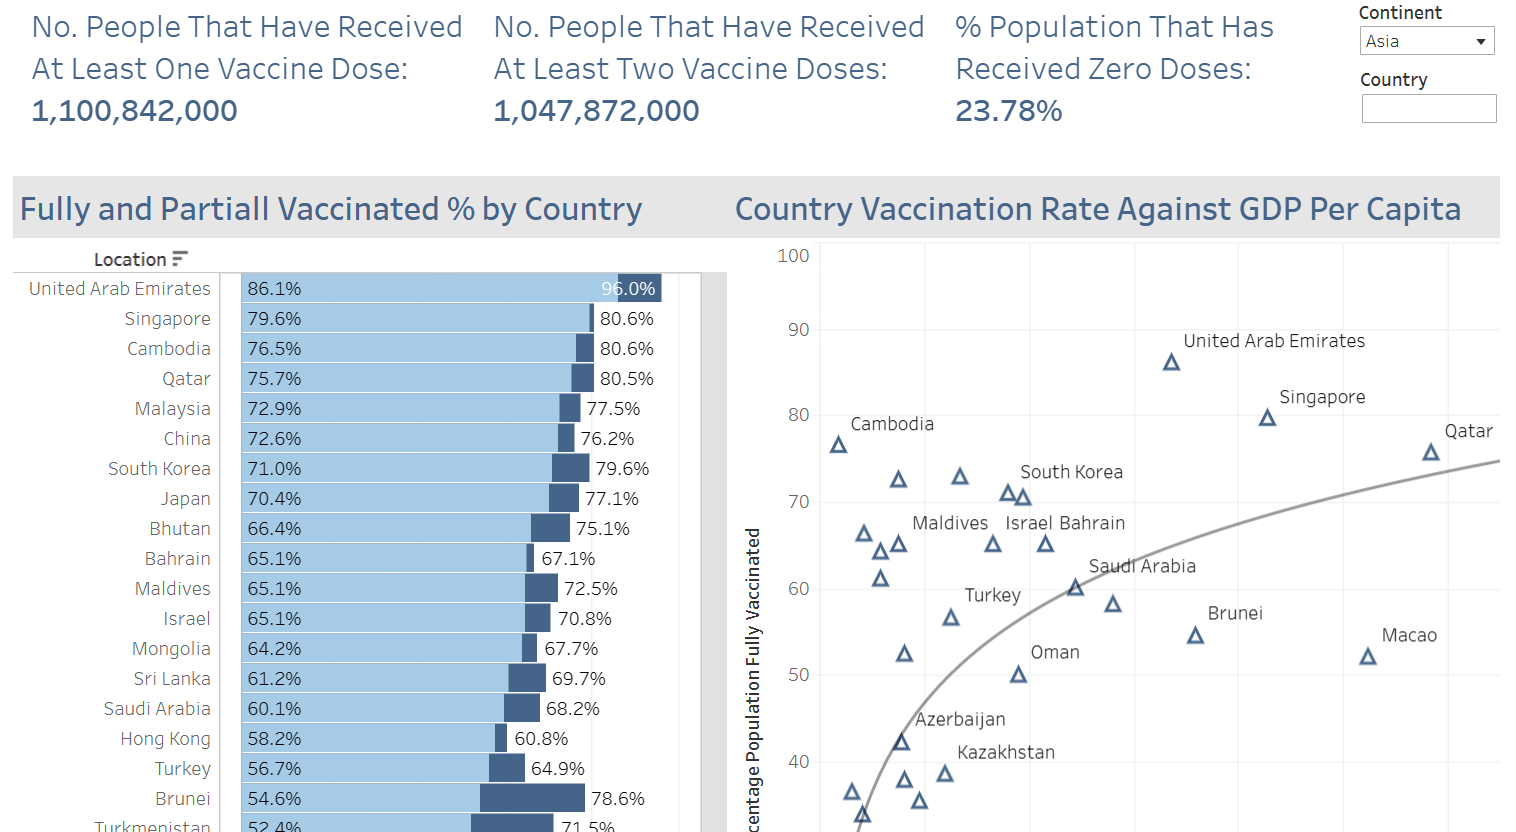 No. People That Have Received
At Least One Vaccine Dose:
1,100,842,000
No. People That Have Received
At Least Two Vaccine Doses:
1,047,872,000
% Population That Has
Received Zero Doses:
23.78%
Continent
Asia
Country
Fully and Partiall Vaccinated % by Country
Location
United Arab Emirates 86.1% 96.0%
Singapore 79.6% 80.6%
Cambodia 76.5% 80.6%
Qatar 75.7% 80.5%
Malaysia 72.9% 77.5%
China 72.6% 76.2%
South Korea 71.0% 79.6%
Japan 70.4% 77.1%
Bhutan 66.4% 75.1%
Bahrain 65.1% 67.1%
Maldives 65.1% 72.5%
Israel 65.1% 70.8%
Mongolia 64.2% 67.7%
Sri Lanka 61.2% 69.7%
Saudi Arabia 60.1% 68.2%
Hong Kong 58.2% 60.8%
Turkey 56.7% 64.9%
Brunei 54.6% 78.6%
Turkmenistan 52.4% 71.5%
Country Vaccination Rate Against GDP Per Capita
centage Population Fully Vaccinated
100
90
80
70
60
50
40
United Arab Emirates
Singapore
Cambodia
Qatar
South Korea
Maldives
Israel
Bahrain
Saudi Arabia
Turkey
Brunei
Macao
Oman
Azerbaijan
Kazakhstan